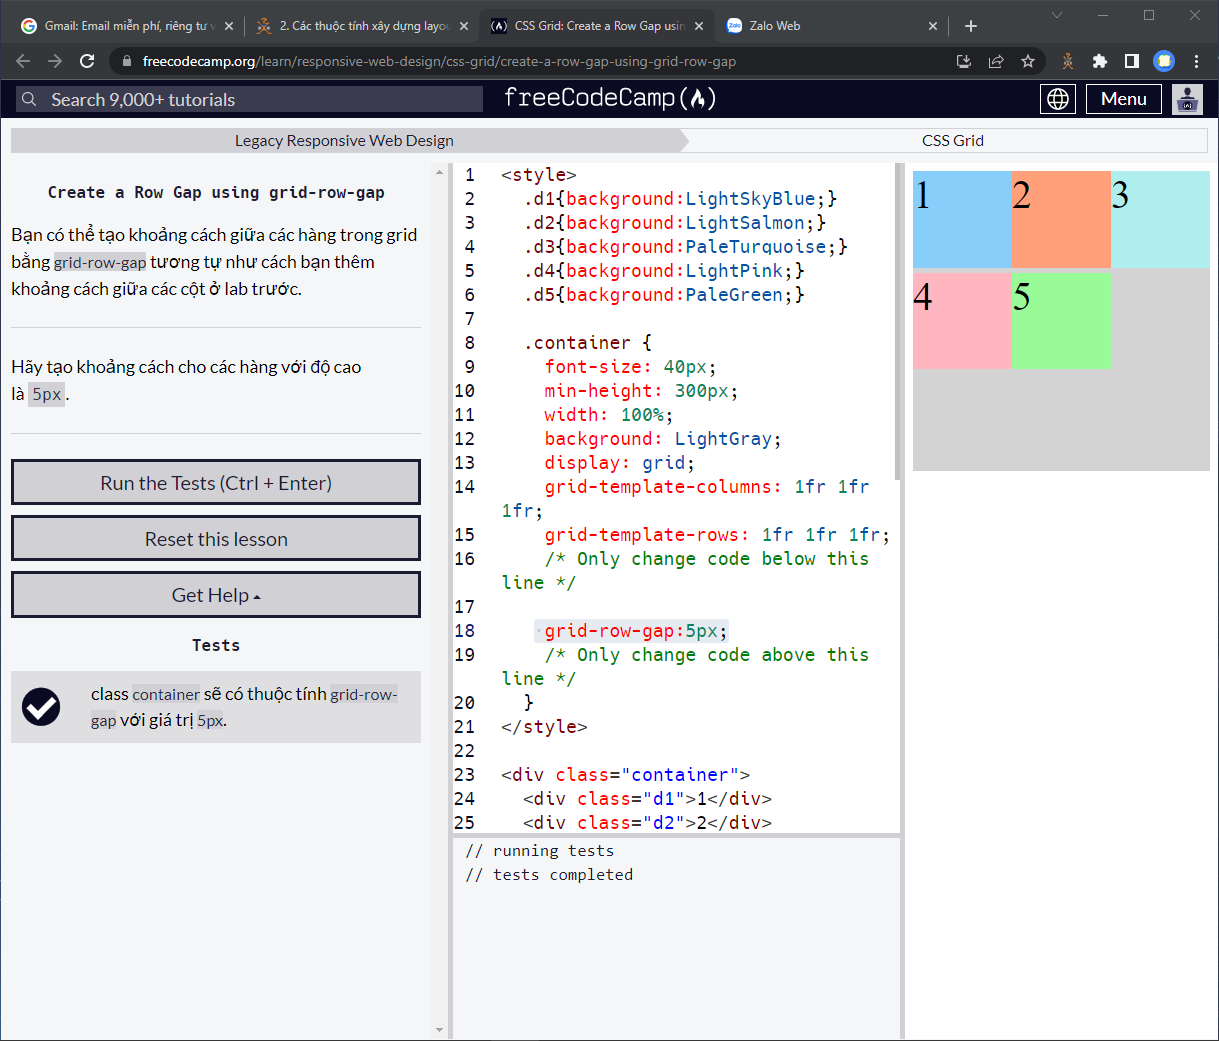 Gmail: Email miễn phí, riêng tư v
2. Các thuộc tính xây dựng layou
CSS Grid: Create a Row Gap usin
Zalo Web
freecodecamp.org/learn/responsive-web-design/css-grid/create-a-row-gap-using-grid-row-gap
Search 9,000+ tutorials
freeCodeCamp
Menu
Legacy Responsive Web Design
CSS Grid
Create a Row Gap using grid-row-gap
Bạn có thể tạo khoảng cách giữa các hàng trong grid
bằng grid-row-gap tương tự như cách bạn thêm
khoảng cách giữa các cột ở lab trước.
Hãy tạo khoảng cách cho các hàng với độ cao
là 5px.
Run the Tests (Ctrl + Enter)
Reset this lesson
Get Help
Tests
class container sẽ có thuộc tính grid-row-
gap với giá trị 5px.
1 <style>
2 .d1{background:LightSkyBlue;}
3 .d2{background:LightSalmon;}
4 .d3{background:PaleTurquoise;}
5 .d4{background:LightPink;}
6 .d5{background:PaleGreen;}
7
8 .container {
9 font-size: 40px;
10 min-height: 300px;
11 width: 100%;
12 background: LightGray;
13 display: grid;
14 grid-template-columns: 1fr 1fr
1fr;
15 grid-template-rows: 1fr 1fr 1fr;
16 /* Only change code below this
line */
17
18 grid-row-gap:5px;
19 /* Only change code above this
line */
20 }
21 </style>
22
23 <div class="container">
24 <div class="d1">1</div>
25 <div class="d2">2</div>
// running tests
// tests completed
1 2 3
4 5